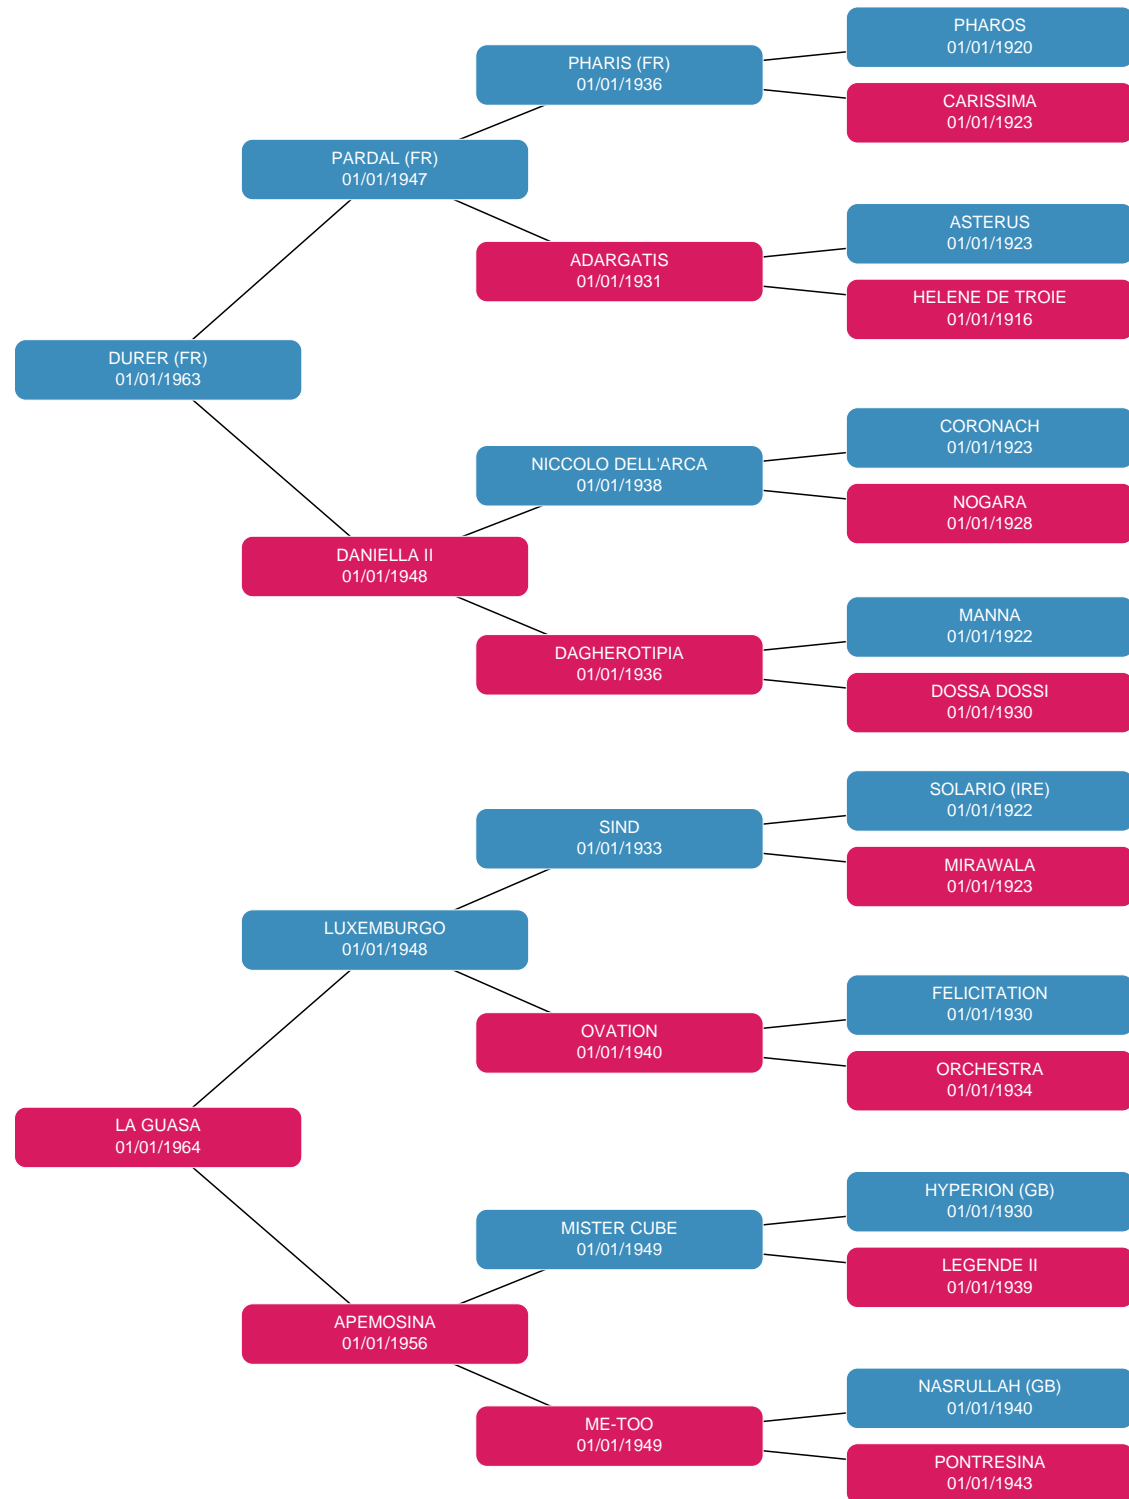 PHAROS
01/01/1920
PHARIS (FR)
01/01/1936
CARISSIMA
01/01/1923
PARDAL (FR)
01/01/1947
ASTERUS
01/01/1923
ADARGATIS
01/01/1931
HELENE DE TROIE
01/01/1916
DURER (FR)
01/01/1963
CORONACH
01/01/1923
NICCOLO DELL'ARCA
01/01/1938
NOGARA
01/01/1928
DANIELLA II
01/01/1948
MANNA
01/01/1922
DAGHEROTIPIA
01/01/1936
DOSSA DOSSI
01/01/1930
SOLARIO (IRE)
01/01/1922
SIND
01/01/1933
MIRAWALA
01/01/1923
LUXEMBURGO
01/01/1948
FELICITATION
01/01/1930
OVATION
01/01/1940
ORCHESTRA
01/01/1934
LA GUASA
01/01/1964
HYPERION (GB)
01/01/1930
MISTER CUBE
01/01/1949
LEGENDE II
01/01/1939
APEMOSINA
01/01/1956
NASRULLAH (GB)
01/01/1940
ME-TOO
01/01/1949
PONTRESINA
01/01/1943